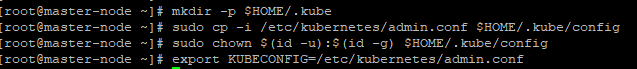 [root@master-node ~]# mkdir -p $HOME/.kube
[root@master-node ~]# sudo cp -i /etc/kubernetes/admin.conf $HOME/.kube/config
[root@master-node ~]# sudo chown $(id -u):$(id -g) $HOME/.kube/config
[root@master-node ~]# export KUBECONFIG=/etc/kubernetes/admin.conf